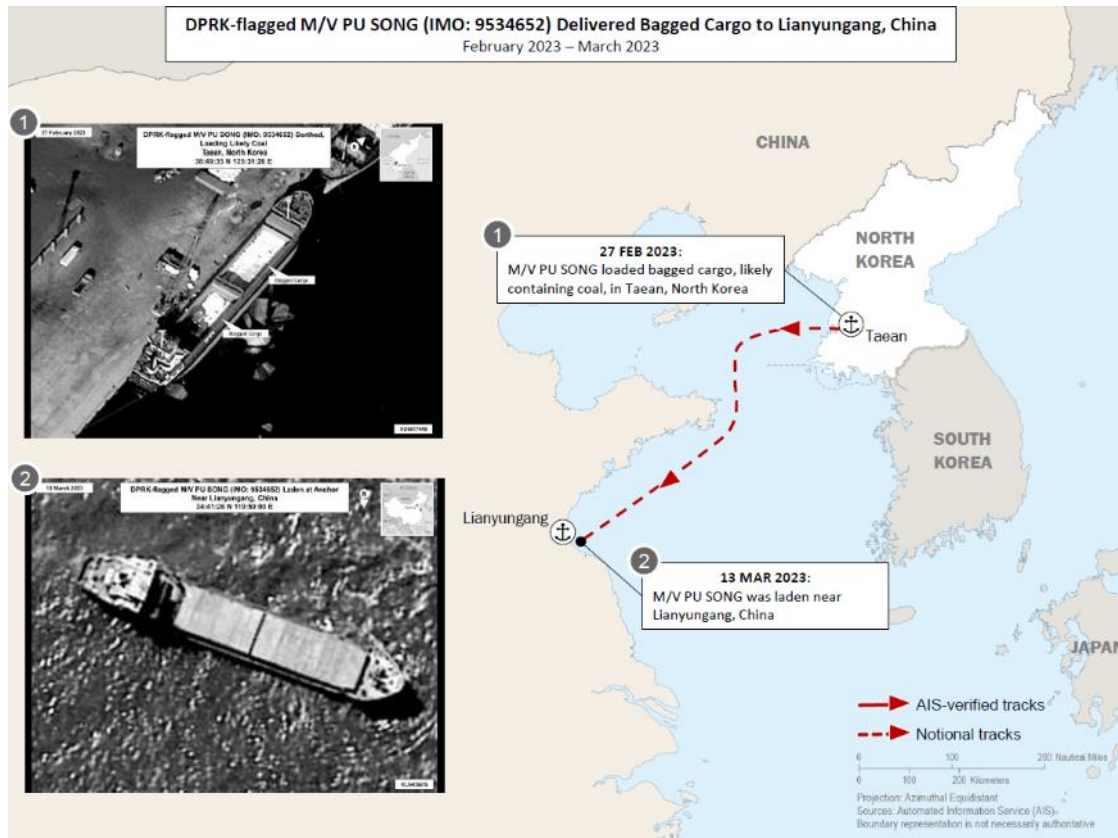 DPRK-flagged M/V PU SONG (IMO: 9534652) Delivered Bagged Cargo to Lianyungang, China
February 2023 – March 2023
1
27 February 2023
DPRK-flagged M/V PU SONG (IMO: 9534652) Berthed,
Loading Likely Coal
Taean, North Korea
Bagged Cargo
Bagged Cargo
2
13 March 2023
DPRK-flagged M/V PU SONG (IMO: 9534652) Laden at Anchor
Near Lianyungang, China
CHINA
NORTH
KOREA
1
27 FEB 2023:
M/V PU SONG loaded bagged cargo, likely
containing coal, in Taean, North Korea
Taean
SOUTH
KOREA
Lianyungang
2
13 MAR 2023:
M/V PU SONG was laden near
Lianyungang, China
JAPAN
AIS-verified tracks
Notional tracks
100 200 Nautical Miles
0 100 200 Kilometers
Projection: Azimuthal Equidistant
Sources: Automated Information Service (AIS)
Boundary representation is not necessarily authoritative